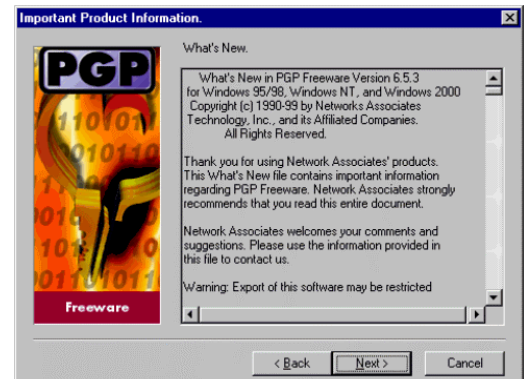 Important Product Information.
PGP
Freeware
What's New.
What's New in PGP Freeware Version 6.5.3
for Windows 95/98, Windows NT, and Windows 2000
Copyright (c) 1990-99 by Networks Associates
Technology, Inc., and its Affiliated Companies.
All Rights Reserved.
Thank you for using Network Associates' products.
This What's New file contains important information
regarding PGP Freeware. Network Associates strongly
recommends that you read this entire document.
Network Associates welcomes your comments and
suggestions. Please use the information provided in
this file to contact us.
Warning: Export of this software may be restricted
< Back Next > Cancel